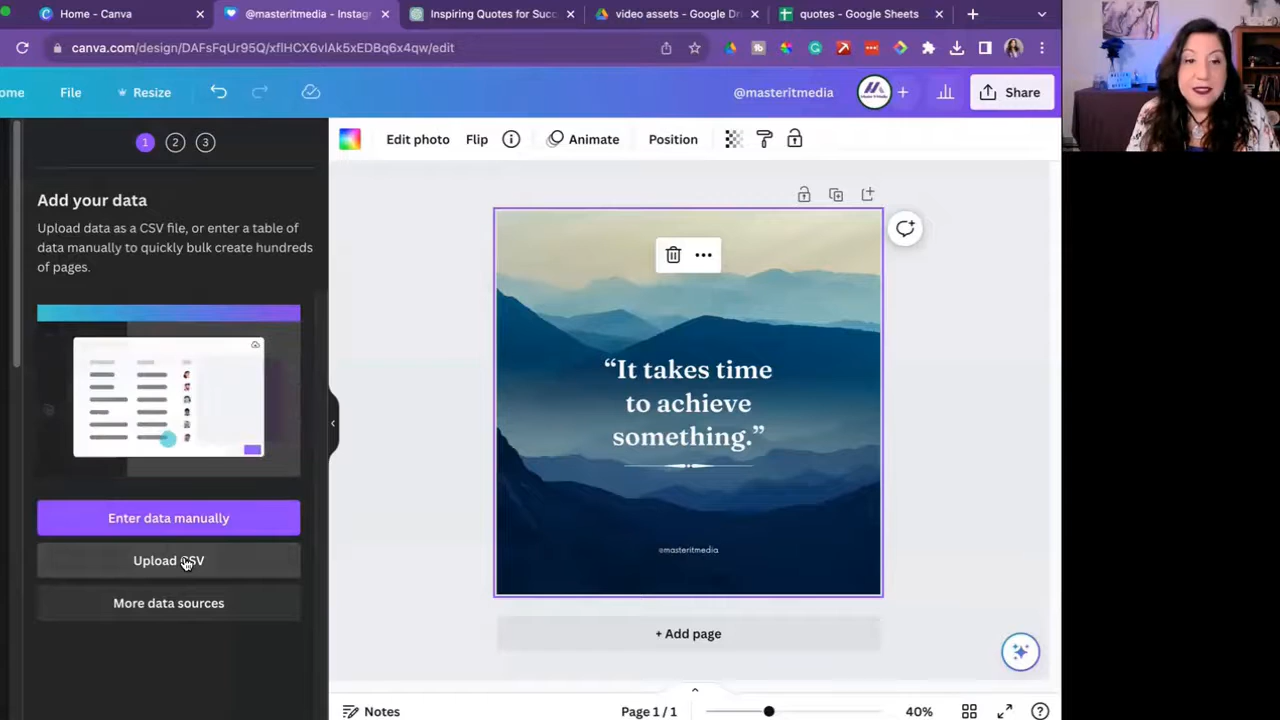 Home - Canva
@masteritmedia - Instag
Inspiring Quotes for Succ
video assets - Google Dri
quotes - Google Sheets
canva.com/design/DAFsFqUr95Q/xflHCX6vlAk5xEDBq6x4qw/edit
ome
File
Resize
@masteritmedia
Share
1 2 3
Edit photo
Flip
Animate
Position
Add your data
Upload data as a CSV file, or enter a table of
data manually to quickly bulk create hundreds
of pages.
Enter data manually
Upload CSV
More data sources
“It takes time
to achieve
something.”
@masteritmedia
+ Add page
Notes
Page 1 / 1
40%